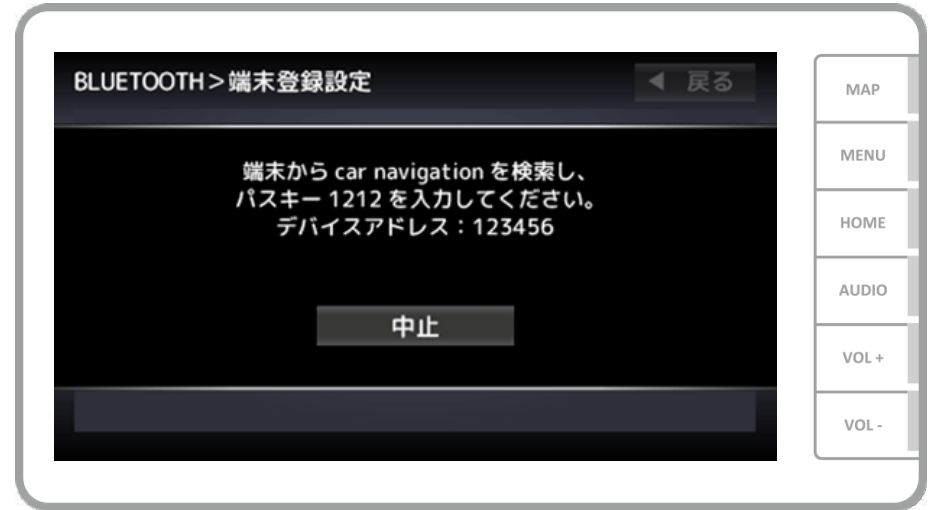 BLUETOOTH>端末登録設定
◀ 戻る
端末から car navigation を検索し、
パスキー 1212 を入力してください。
デバイスアドレス：123456
中止
MAP
MENU
HOME
AUDIO
VOL +
VOL -